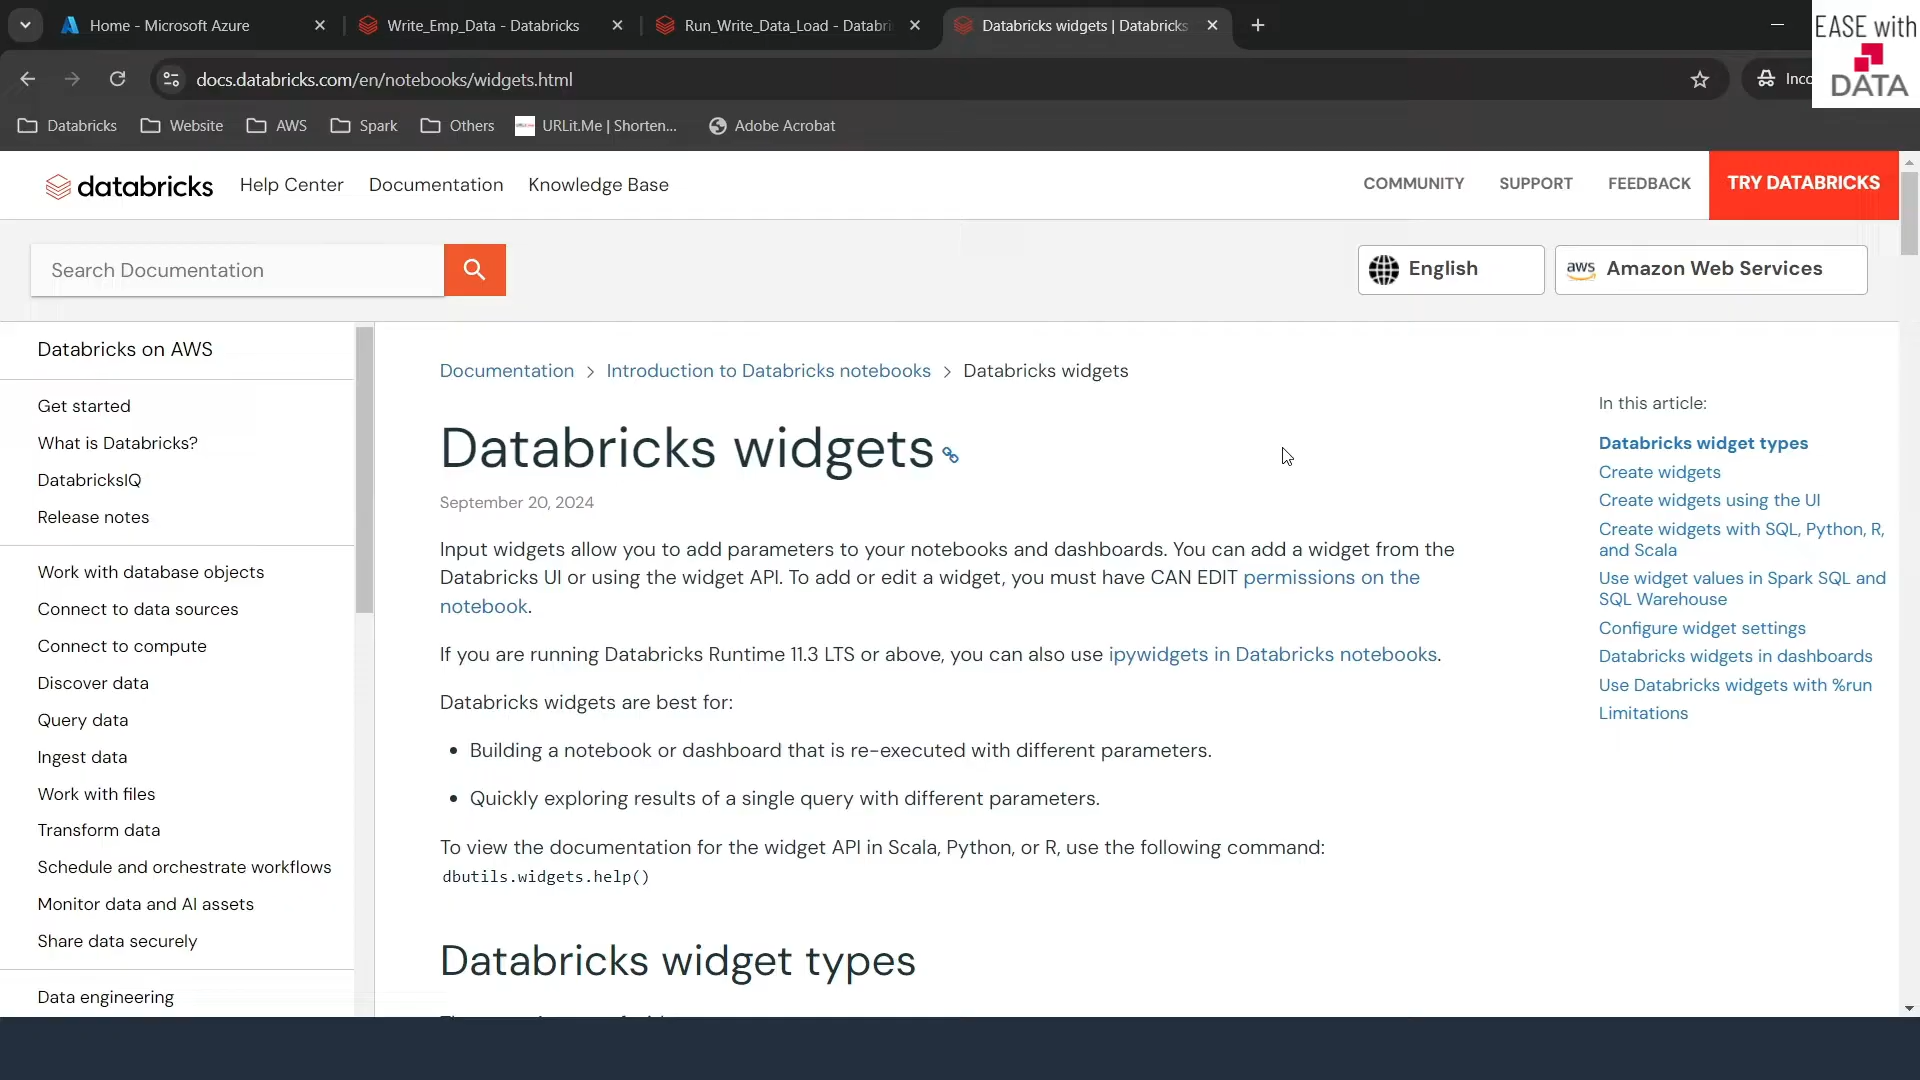 Home - Microsoft Azure
Write_Emp_Data - Databricks
Run_Write_Data_Load - Databri
Databricks widgets | Databricks
EASE with
DATA
docs.databricks.com/en/notebooks/widgets.html
Databricks
Website
AWS
Spark
Others
URLit.Me | Shorten...
Adobe Acrobat
databricks
Help Center
Documentation
Knowledge Base
COMMUNITY
SUPPORT
FEEDBACK
TRY DATABRICKS
Search Documentation
English
aws
Amazon Web Services
Databricks on AWS
Get started
What is Databricks?
DatabricksIQ
Release notes
Work with database objects
Connect to data sources
Connect to compute
Discover data
Query data
Ingest data
Work with files
Transform data
Schedule and orchestrate workflows
Monitor data and AI assets
Share data securely
Data engineering
Documentation > Introduction to Databricks notebooks > Databricks widgets
Databricks widgets
September 20, 2024
Input widgets allow you to add parameters to your notebooks and dashboards. You can add a widget from the
Databricks UI or using the widget API. To add or edit a widget, you must have CAN EDIT permissions on the
notebook.
If you are running Databricks Runtime 11.3 LTS or above, you can also use ipywidgets in Databricks notebooks.
Databricks widgets are best for:
• Building a notebook or dashboard that is re-executed with different parameters.
• Quickly exploring results of a single query with different parameters.
To view the documentation for the widget API in Scala, Python, or R, use the following command:
dbutils.widgets.help()
Databricks widget types
In this article:
Databricks widget types
Create widgets
Create widgets using the UI
Create widgets with SQL, Python, R,
and Scala
Use widget values in Spark SQL and
SQL Warehouse
Configure widget settings
Databricks widgets in dashboards
Use Databricks widgets with %run
Limitations